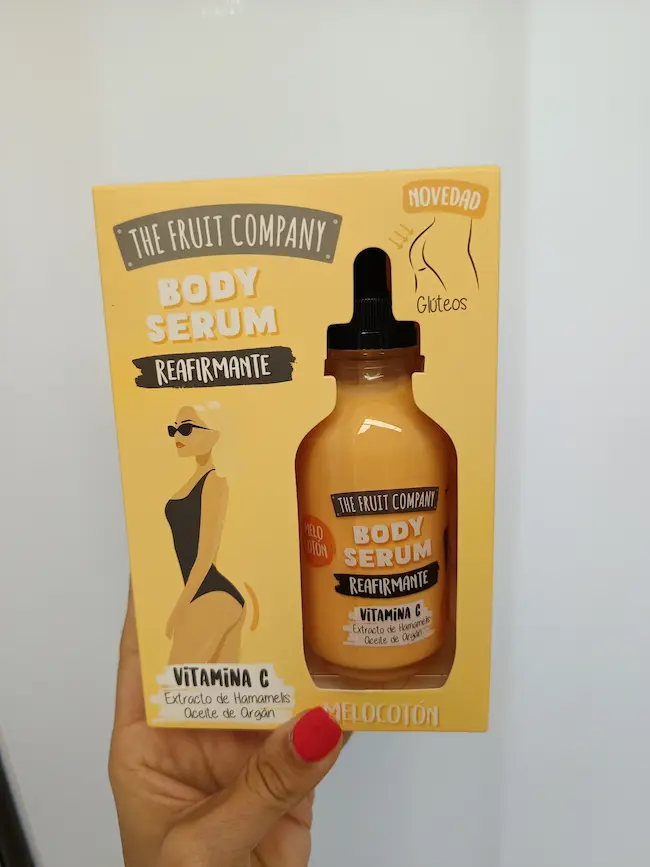 NOVEDAD
Glúteos
THE FRUIT COMPANY
BODY
SERUM
REAFIRMANTE
VITAMINA C
Extracto de Hamamelis
Aceite de Argán
MELOCOTÓN
MELO
COTÓN
THE FRUIT COMPANY
BODY
SERUM
REAFIRMANTE
VITAMINA C
Extracto de Hamamelis
Aceite de Argán